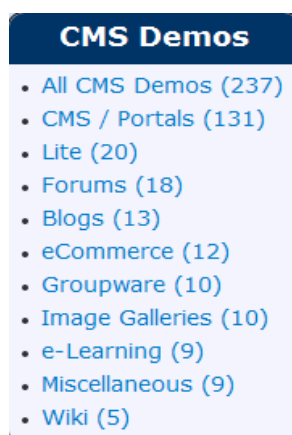 CMS Demos
All CMS Demos (237)
CMS / Portals (131)
Lite (20)
Forums (18)
Blogs (13)
eCommerce (12)
Groupware (10)
Image Galleries (10)
e-Learning (9)
Miscellaneous (9)
Wiki (5)